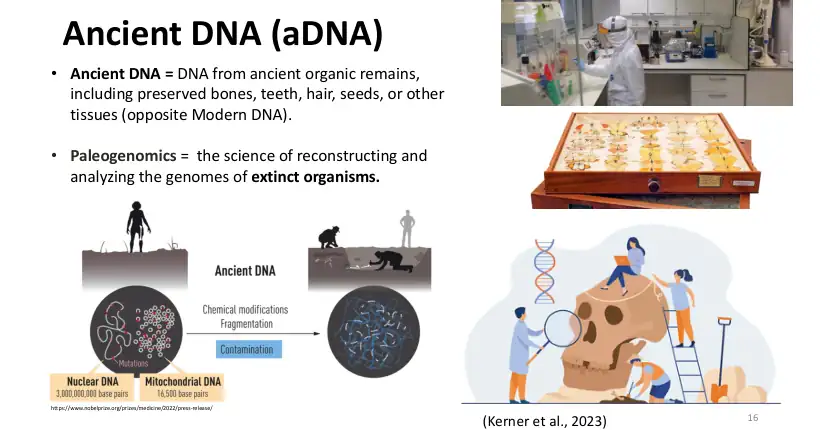 Ancient DNA (aDNA)
• Ancient DNA = DNA from ancient organic remains,
including preserved bones, teeth, hair, seeds, or other
tissues (opposite Modern DNA).
• Paleogenomics = the science of reconstructing and
analyzing the genomes of extinct organisms.
Ancient DNA
Chemical modifications
Fragmentation
Contamination
Mutations
Nuclear DNA
3,000,000,000 base pairs
Mitochondrial DNA
16,500 base pairs
https://www.nobelprize.org/prizes/medicine/2022/press-release/
(Kerner et al., 2023)
16